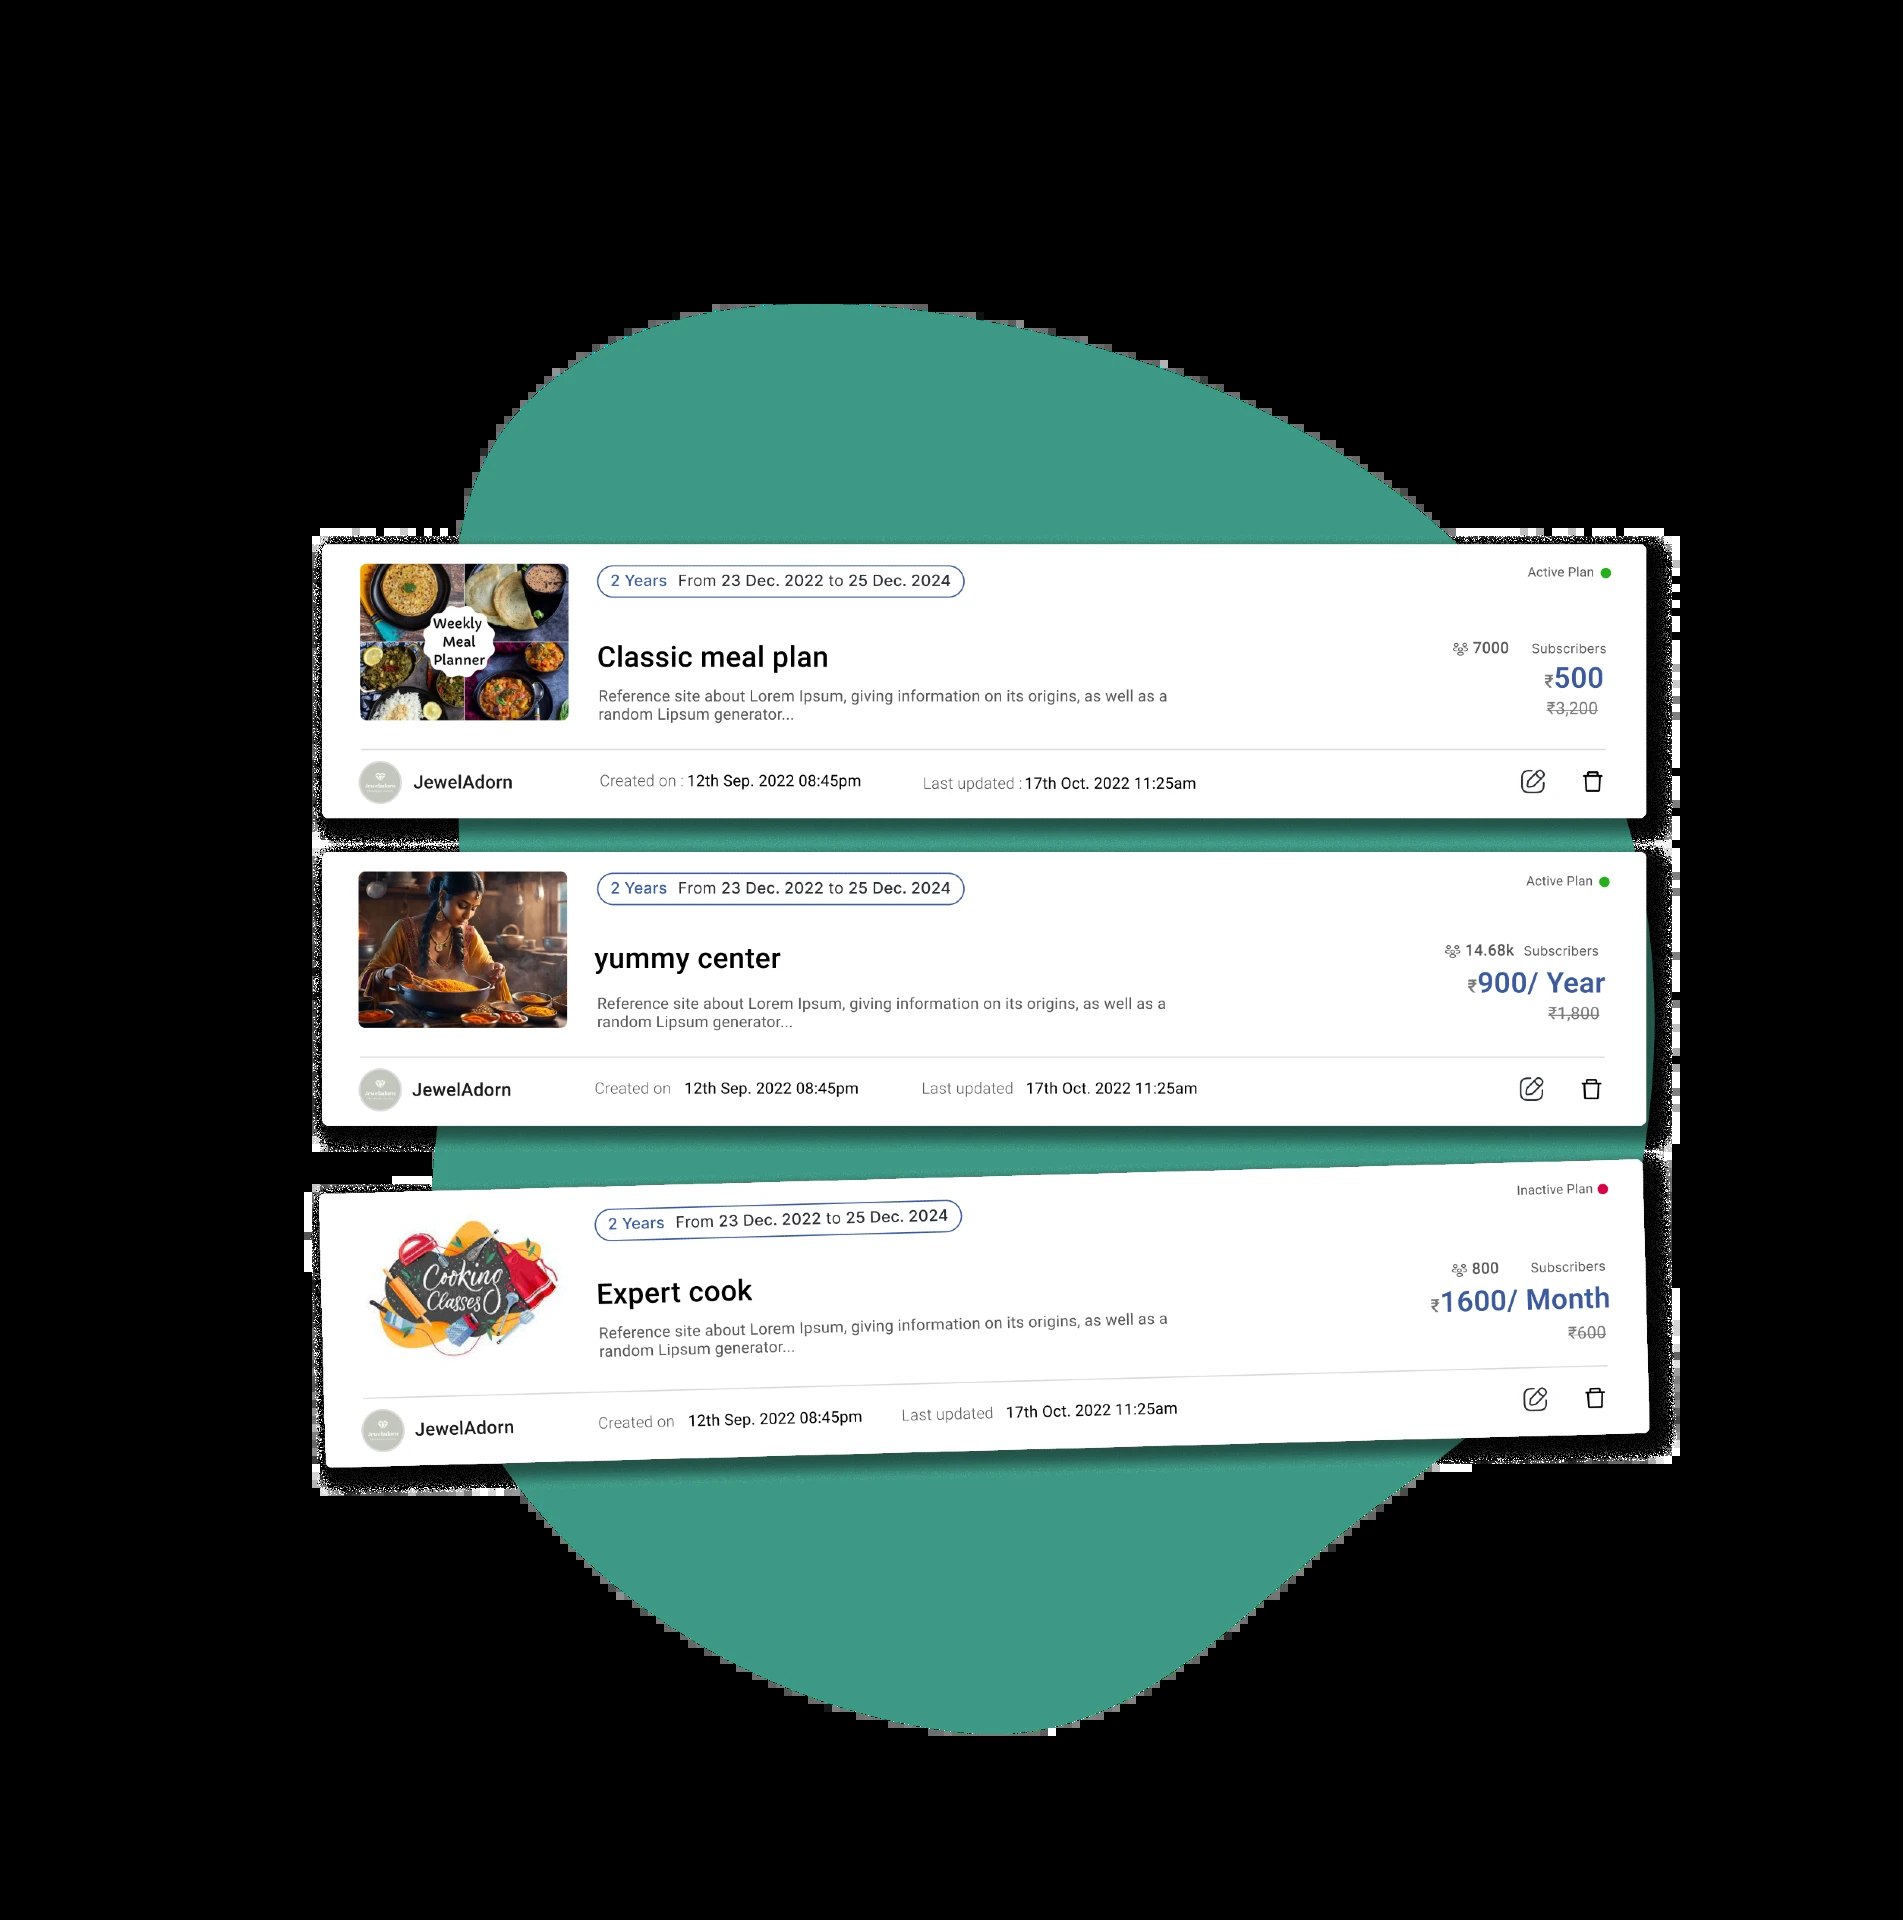 2 Years From 23 Dec. 2022 to 25 Dec. 2024
Active Plan
Weekly
Meal
Planner
Classic meal plan
7000 Subscribers
₹500
₹3,200
Reference site about Lorem Ipsum, giving information on its origins, as well as a
random Lipsum generator...
JewelAdorn
Created on : 12th Sep. 2022 08:45pm
Last updated : 17th Oct. 2022 11:25am
2 Years From 23 Dec. 2022 to 25 Dec. 2024
Active Plan
yummy center
14.68k Subscribers
₹900/ Year
₹1,800
Reference site about Lorem Ipsum, giving information on its origins, as well as a
random Lipsum generator...
JewelAdorn
Created on 12th Sep. 2022 08:45pm
Last updated 17th Oct. 2022 11:25am
2 Years From 23 Dec. 2022 to 25 Dec. 2024
Inactive Plan
Cooking
Classes
Expert cook
800 Subscribers
₹1600/ Month
₹600
Reference site about Lorem Ipsum, giving information on its origins, as well as a
random Lipsum generator...
JewelAdorn
Created on 12th Sep. 2022 08:45pm
Last updated 17th Oct. 2022 11:25am